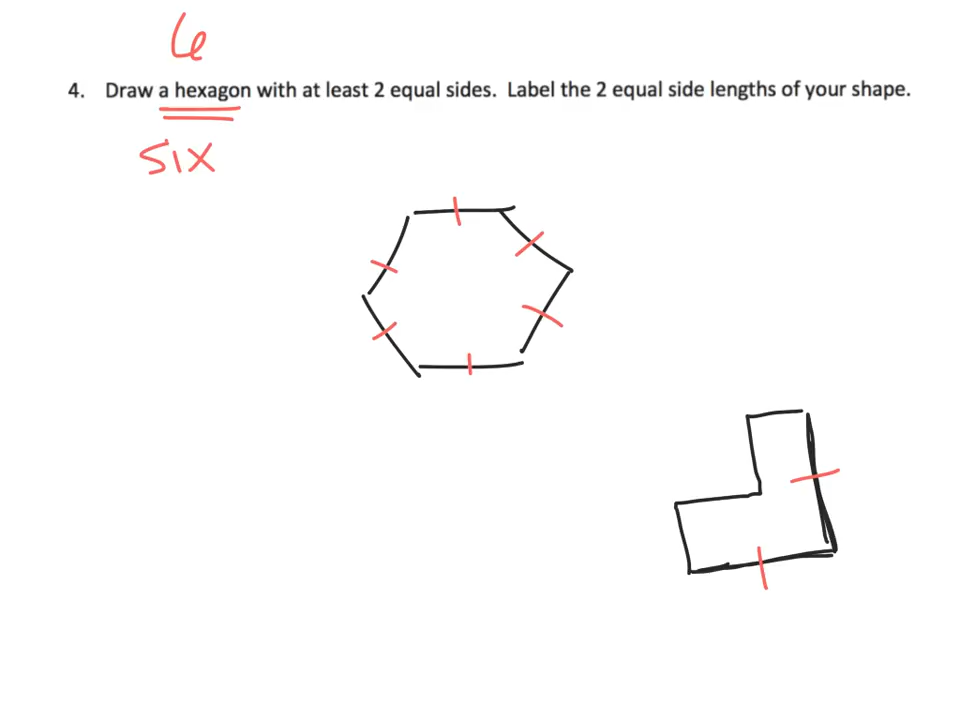 6
4. Draw a hexagon with at least 2 equal sides. Label the 2 equal side lengths of your shape.
SIX